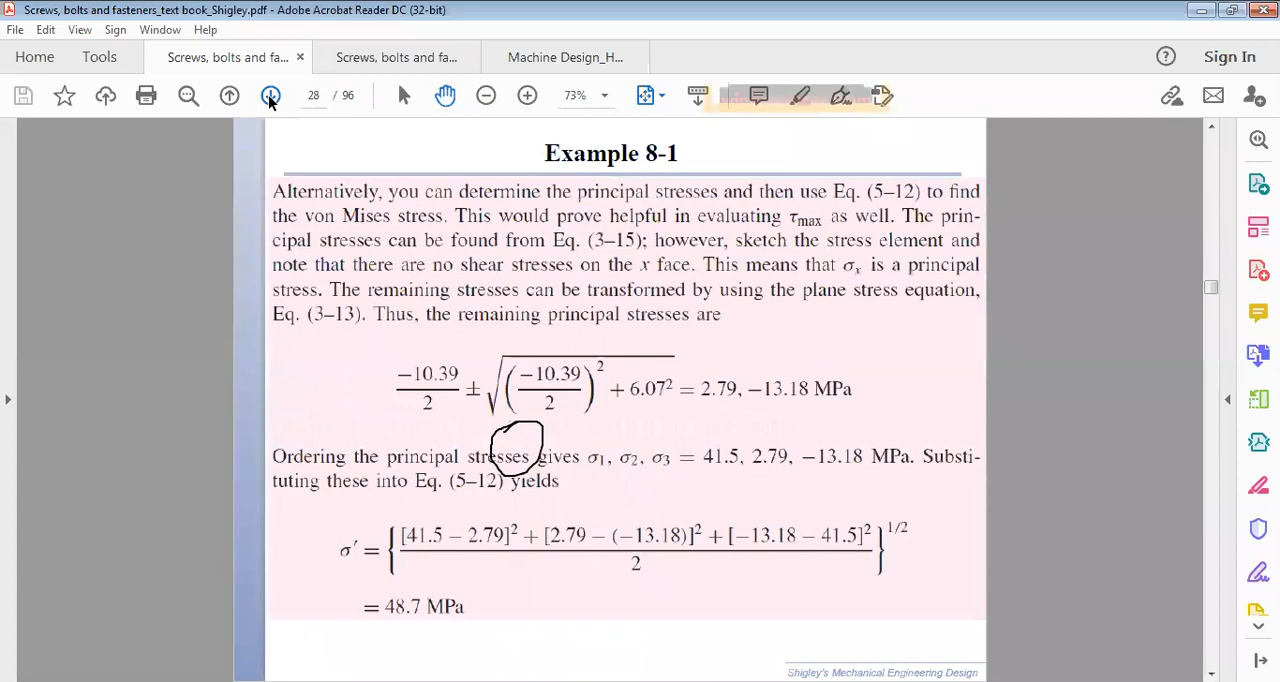 Screws, bolts and fasteners_text book_Shigley.pdf - Adobe Acrobat Reader DC (32-bit)
File Edit View Sign Window Help
Home Tools Screws, bolts and fa... × Screws, bolts and fa... Machine Design_H... Sign In
28 / 96 73%
Example 8-1
Alternatively, you can determine the principal stresses and then use Eq. (5–12) to find
the von Mises stress. This would prove helpful in evaluating τmax as well. The prin-
cipal stresses can be found from Eq. (3–15); however, sketch the stress element and
note that there are no shear stresses on the x face. This means that σx is a principal
stress. The remaining stresses can be transformed by using the plane stress equation,
Eq. (3–13). Thus, the remaining principal stresses are
−10.39/2 ± √((−10.39/2)² + 6.07²) = 2.79, −13.18 MPa
Ordering the principal stresses gives σ1, σ2, σ3 = 41.5, 2.79, −13.18 MPa. Substi-
tuting these into Eq. (5–12) yields
σ′ = {([41.5 − 2.79]² + [2.79 − (−13.18)]² + [−13.18 − 41.5]²)/2}^1/2
= 48.7 MPa
Shigley's Mechanical Engineering Design